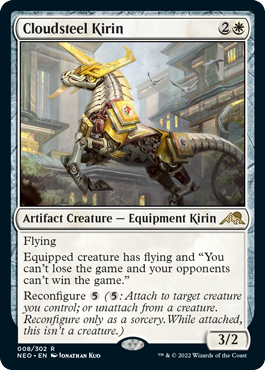 Cloudsteel Kirin 2
Artifact Creature — Equipment Kirin
Flying
Equipped creature has flying and “You
can’t lose the game and your opponents
can’t win the game.”
Reconfigure 5 (5: Attach to target creature
you control; or unattach from a creature.
Reconfigure only as a sorcery. While attached,
this isn’t a creature.)
3/2
008/302 R
NEO • EN Jonathan Kuo
™ & © 2022 Wizards of the Coast